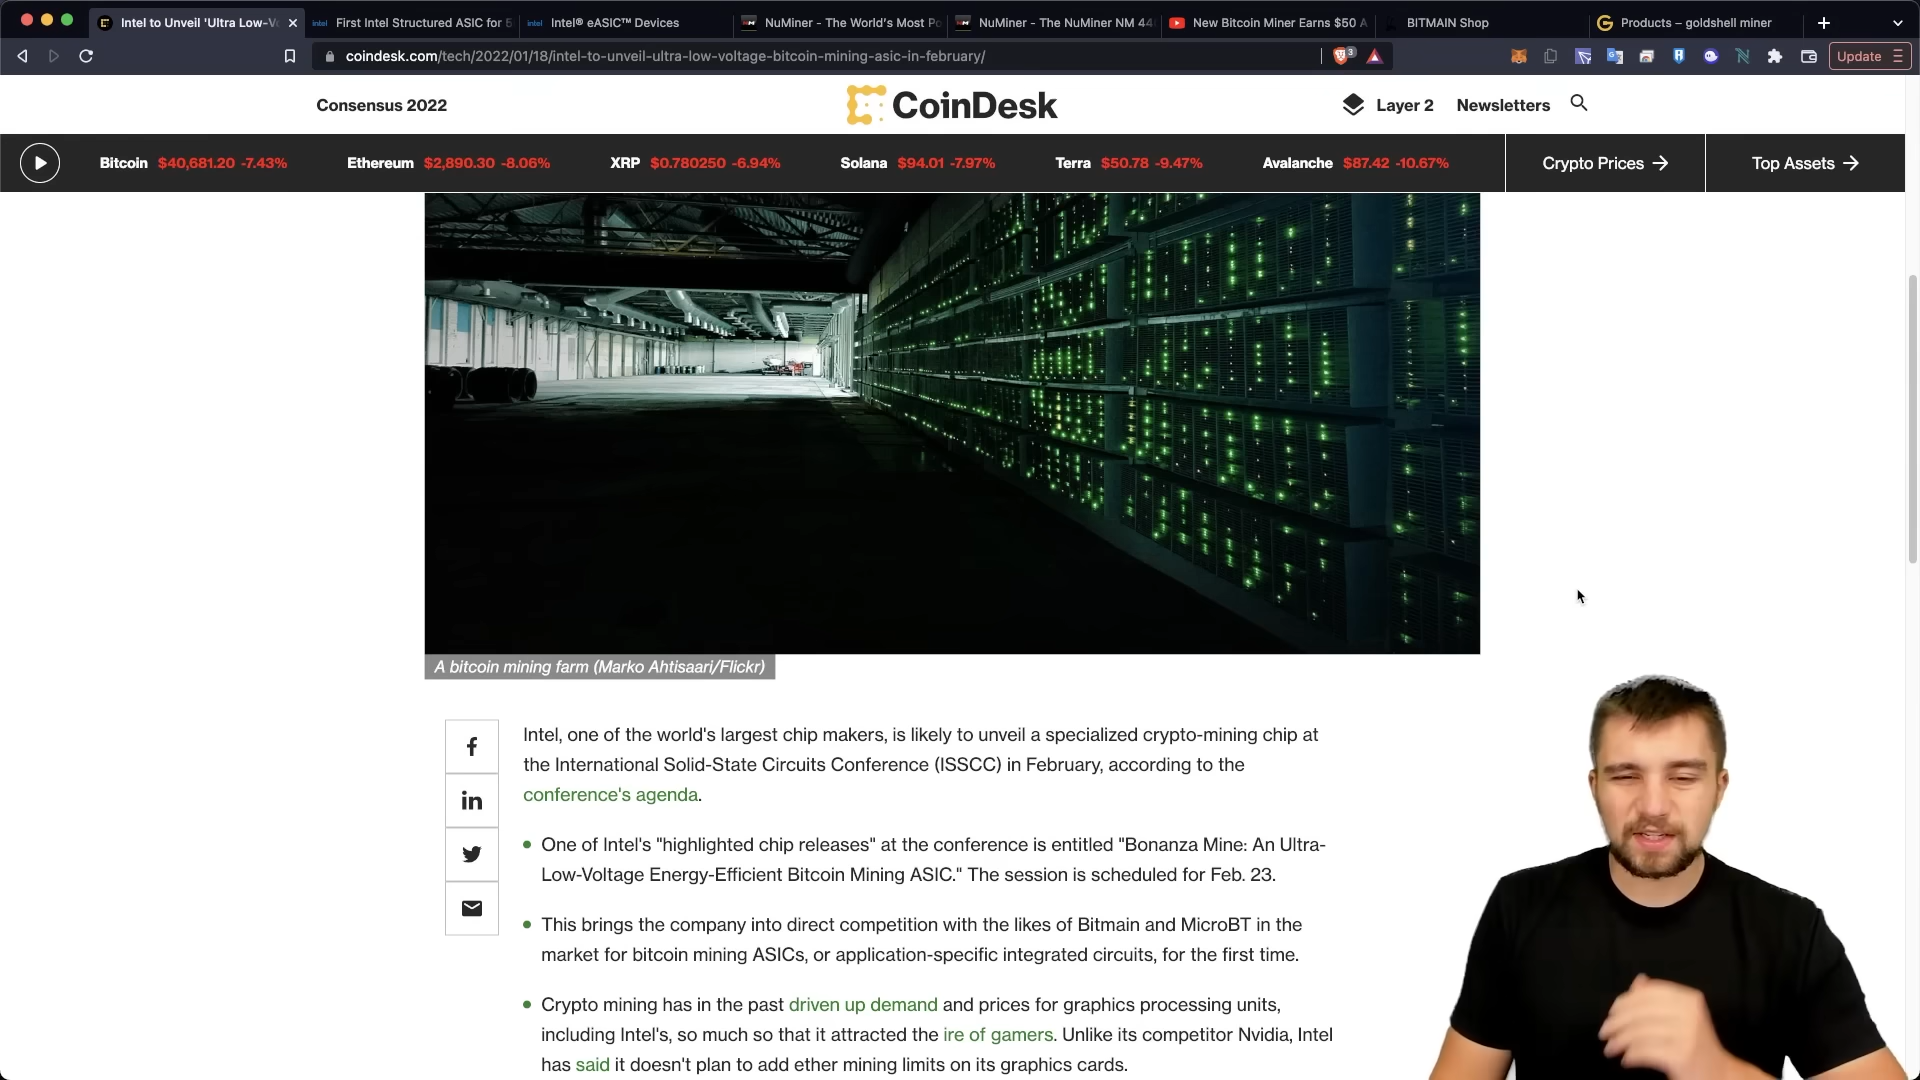 Intel to Unveil 'Ultra Low-Vo
First Intel Structured ASIC for 5
Intel® eASIC™ Devices
NuMiner - The World's Most Po
NuMiner - The NuMiner NM 44
New Bitcoin Miner Earns $50 A
BITMAIN Shop
Products – goldshell miner
coindesk.com/tech/2022/01/18/intel-to-unveil-ultra-low-voltage-bitcoin-mining-asic-in-february/
3
Update
Consensus 2022
CoinDesk
Layer 2
Newsletters
Bitcoin $40,681.20 -7.43%
Ethereum $2,890.30 -8.06%
XRP $0.780250 -6.94%
Solana $94.01 -7.97%
Terra $50.78 -9.47%
Avalanche $87.42 -10.67%
Crypto Prices →
Top Assets →
A bitcoin mining farm (Marko Ahtisaari/Flickr)
Intel, one of the world's largest chip makers, is likely to unveil a specialized crypto-mining chip at
the International Solid-State Circuits Conference (ISSCC) in February, according to the
conference's agenda.
• One of Intel's "highlighted chip releases" at the conference is entitled "Bonanza Mine: An Ultra-
Low-Voltage Energy-Efficient Bitcoin Mining ASIC." The session is scheduled for Feb. 23.
• This brings the company into direct competition with the likes of Bitmain and MicroBT in the
market for bitcoin mining ASICs, or application-specific integrated circuits, for the first time.
• Crypto mining has in the past driven up demand and prices for graphics processing units,
including Intel's, so much so that it attracted the ire of gamers. Unlike its competitor Nvidia, Intel
has said it doesn't plan to add ether mining limits on its graphics cards.